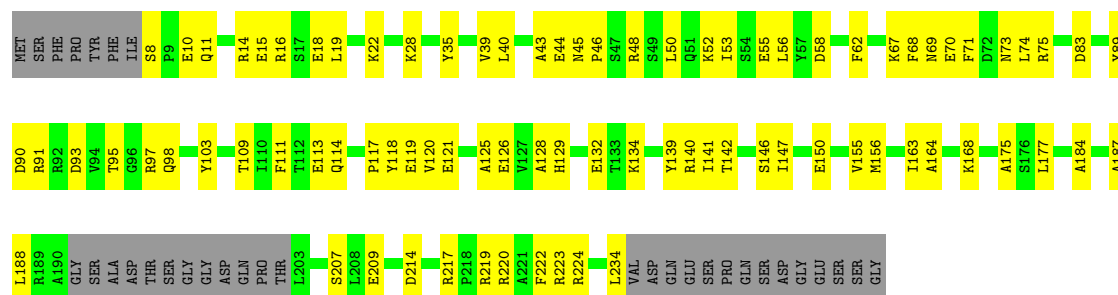 MET SER PHE PRO TYR PHE ILE S8 P9 E10 Q11 R14 E15 R16 S17 E18 L19 K22 K28 Y35 V39 L40 A43 E44 N45 P46 S47 R48 S49 L50 Q51 K52 I53 S54 E55 L56 Y57 D58 F62 K67 F68 N69 E70 F71 D72 N73 L74 R75 D83 Y89
D90 R91 R92 D93 V94 T95 G96 R97 Q98 Y103 T109 I110 F111 T112 E113 Q114 P117 Y118 E119 V120 E121 A125 E126 V127 A128 H129 E132 T133 K134 Y139 R140 I141 T142 S146 I147 E150 V155 M156 I163 A164 K168 A175 S176 L177 A184 A187
L188 R189 A190 GLY SER ALA ASP THR SER GLY GLY ASP GLN PRO THR L203 S207 L208 E209 D214 R217 P218 R219 R220 A221 F222 R223 R224 L234 VAL ASP GLN GLU SER PRO GLN SER ASP GLY GLU SER SER GLY